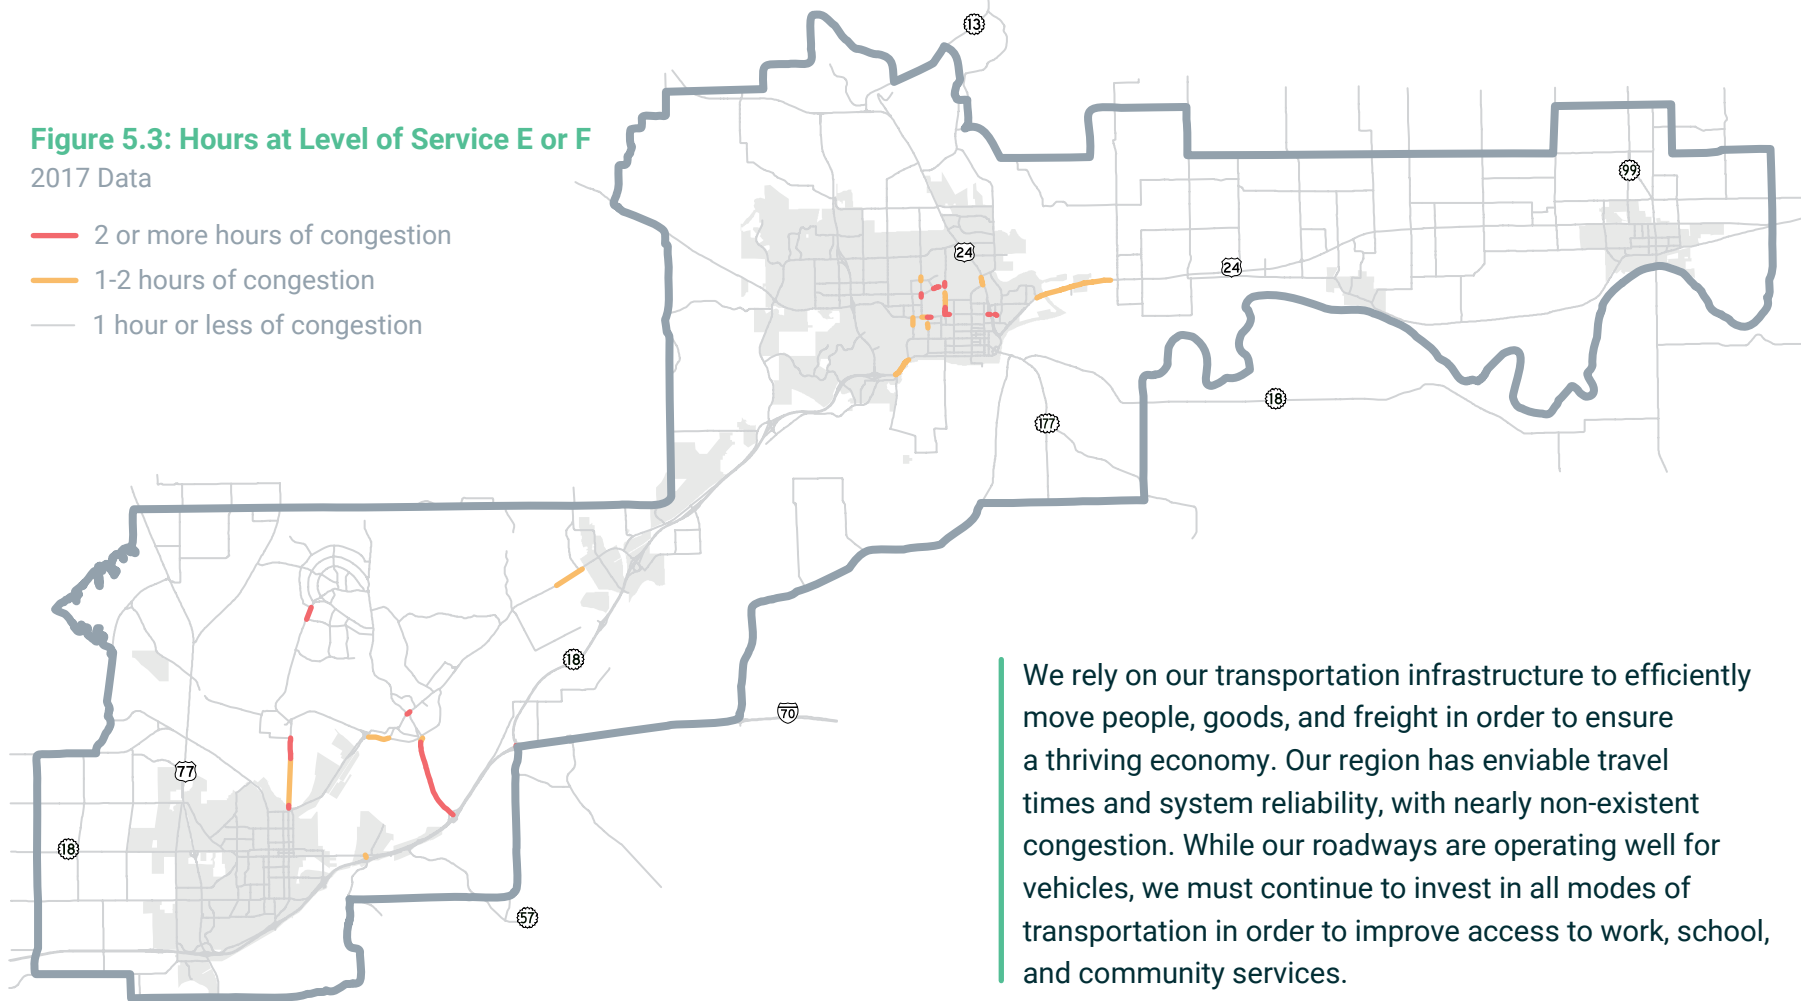 13
Figure 5.3: Hours at Level of Service E or F
2017 Data
99
2 or more hours of congestion
24
24
1-2 hours of congestion
1 hour or less of congestion
18
177
18
We rely on our transportation infrastructure to efficiently
70
move people, goods, and freight in order to ensure
a thriving economy. Our region has enviable travel
77
times and system reliability, with nearly non-existent
18
congestion. While our roadways are operating well for
vehicles, we must continue to invest in all modes of
57
transportation in order to improve access to work, school,
and community services.